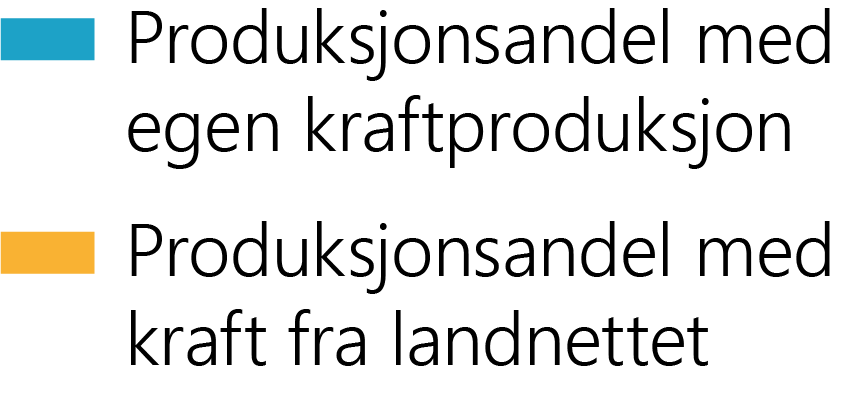 Produksjonsandel med
egen kraftproduksjon
Produksjonsandel med
kraft fra landnettet